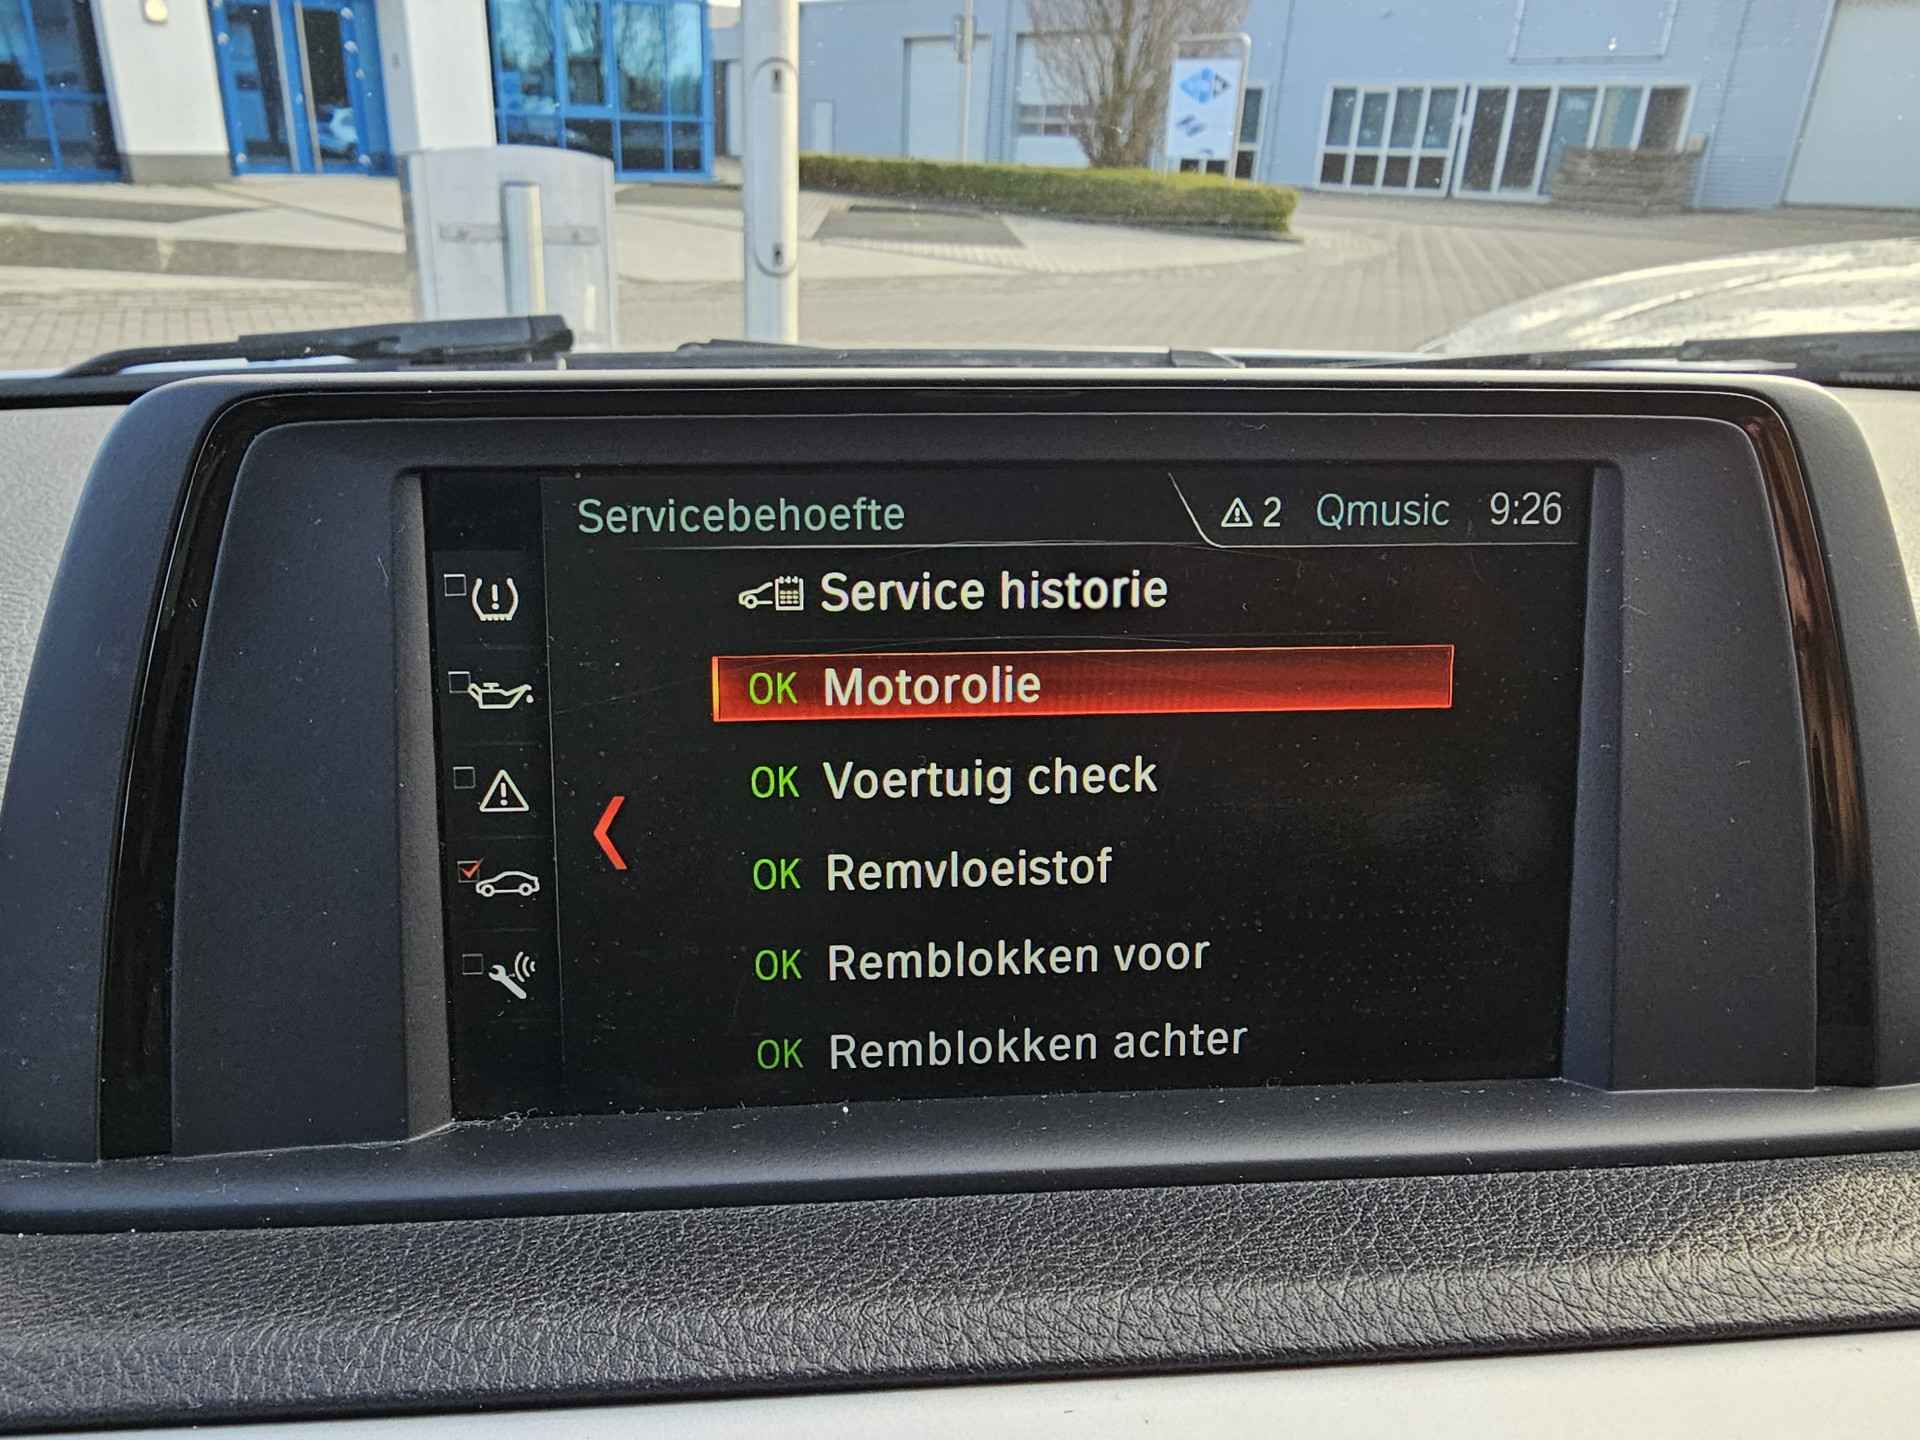 Servicebehoefte 2 Qmusic 9:26
Service historie
OK Motorolie
OK Voertuig check
OK Remvloeistof
OK Remblokken voor
OK Remblokken achter